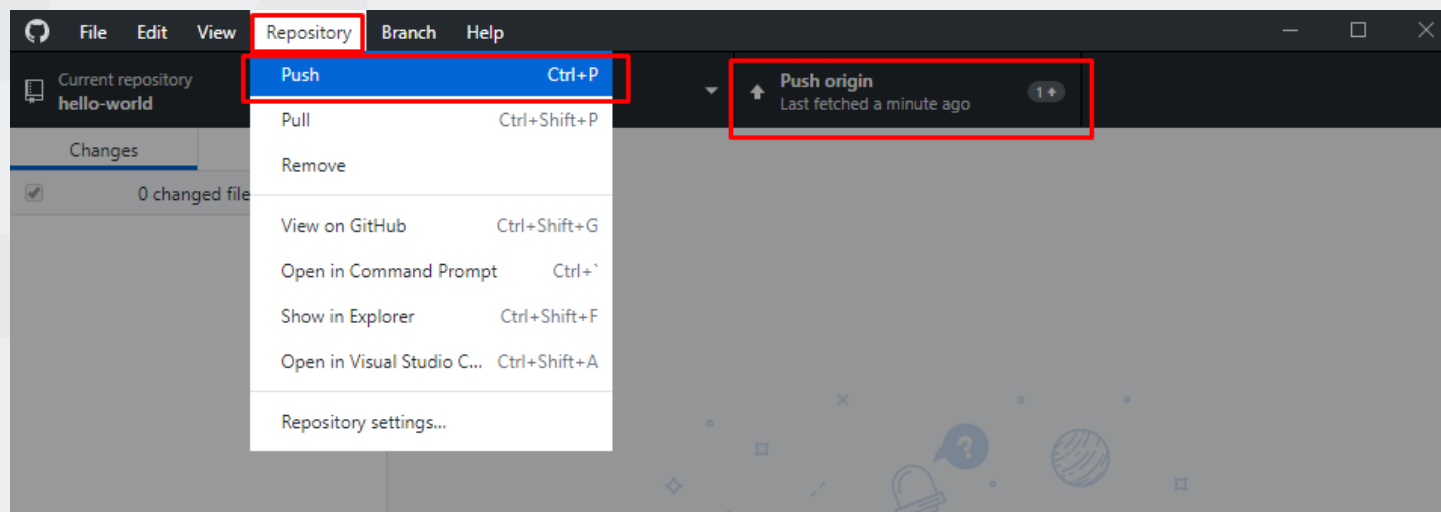 File Edit View Repository Branch Help
Current repository
hello-world
Push origin
Last fetched a minute ago
1
Changes
0 changed file
Push Ctrl+P
Pull Ctrl+Shift+P
Remove
View on GitHub Ctrl+Shift+G
Open in Command Prompt Ctrl+`
Show in Explorer Ctrl+Shift+F
Open in Visual Studio C... Ctrl+Shift+A
Repository settings...
?